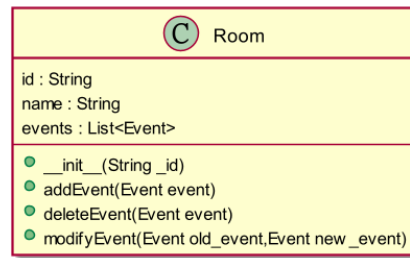 C Room
id : String
name : String
events : List<Event>
__init__(String _id)
addEvent(Event event)
deleteEvent(Event event)
modifyEvent(Event old_event,Event new _event)